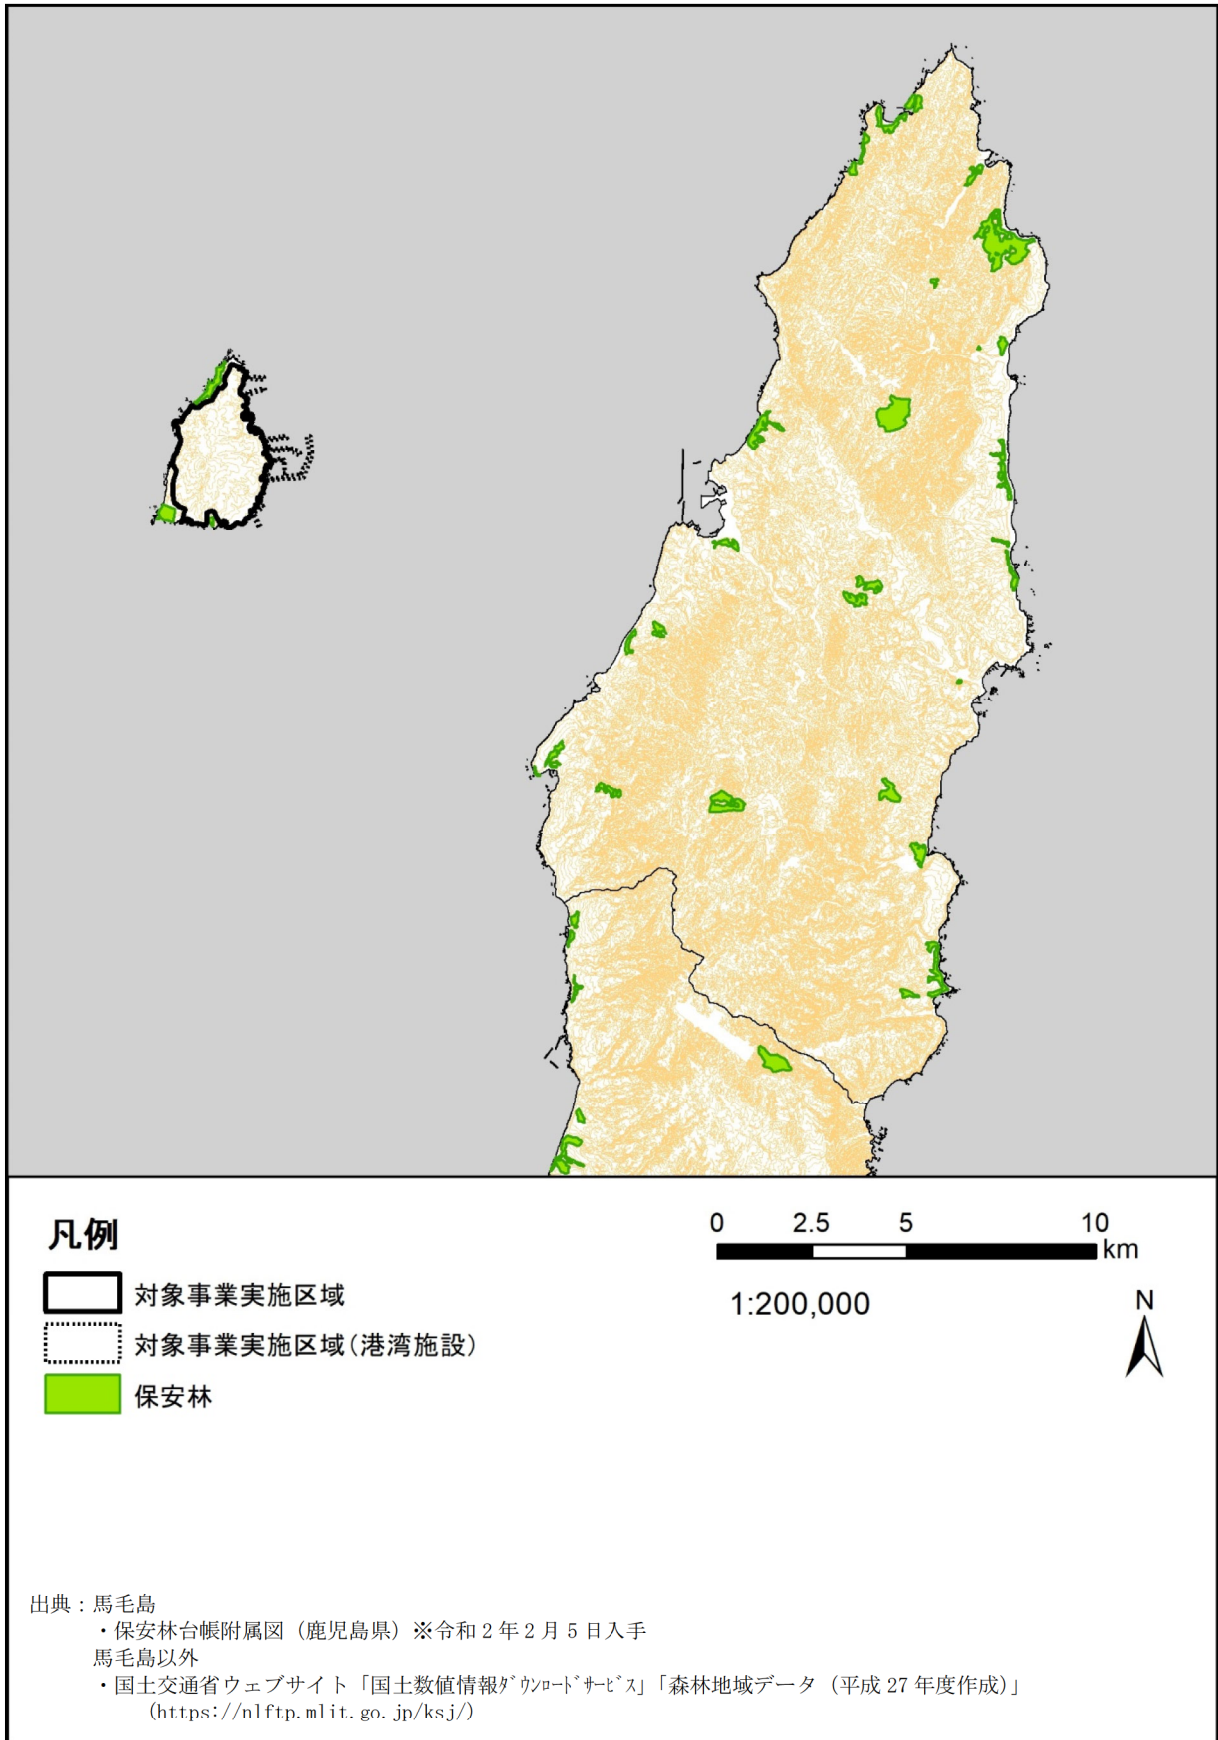 凡例
対象事業実施区域
対象事業実施区域(港湾施設)
保安林
0 2.5 5 10
km
1:200,000
N
出典：馬毛島
・保安林台帳附属図（鹿児島県）※令和２年２月５日入手
馬毛島以外
・国土交通省ウェブサイト「国土数値情報ﾀﾞｳﾝﾛｰﾄﾞｻｰﾋﾞｽ」「森林地域データ（平成 27 年度作成）」
(https://nlftp.mlit.go.jp/ksj/)